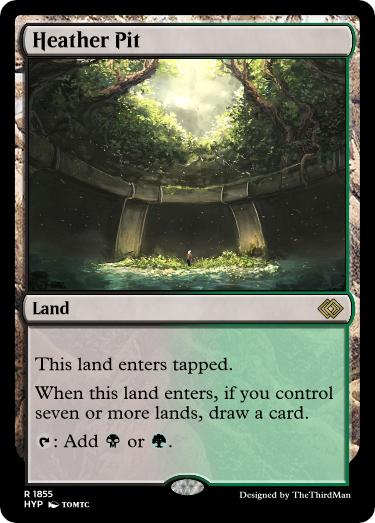 Heather Pit
Land
This land enters tapped.
When this land enters, if you control
seven or more lands, draw a card.
: Add or .
R 1855
HYP TOMTC
Designed by TheThirdMan